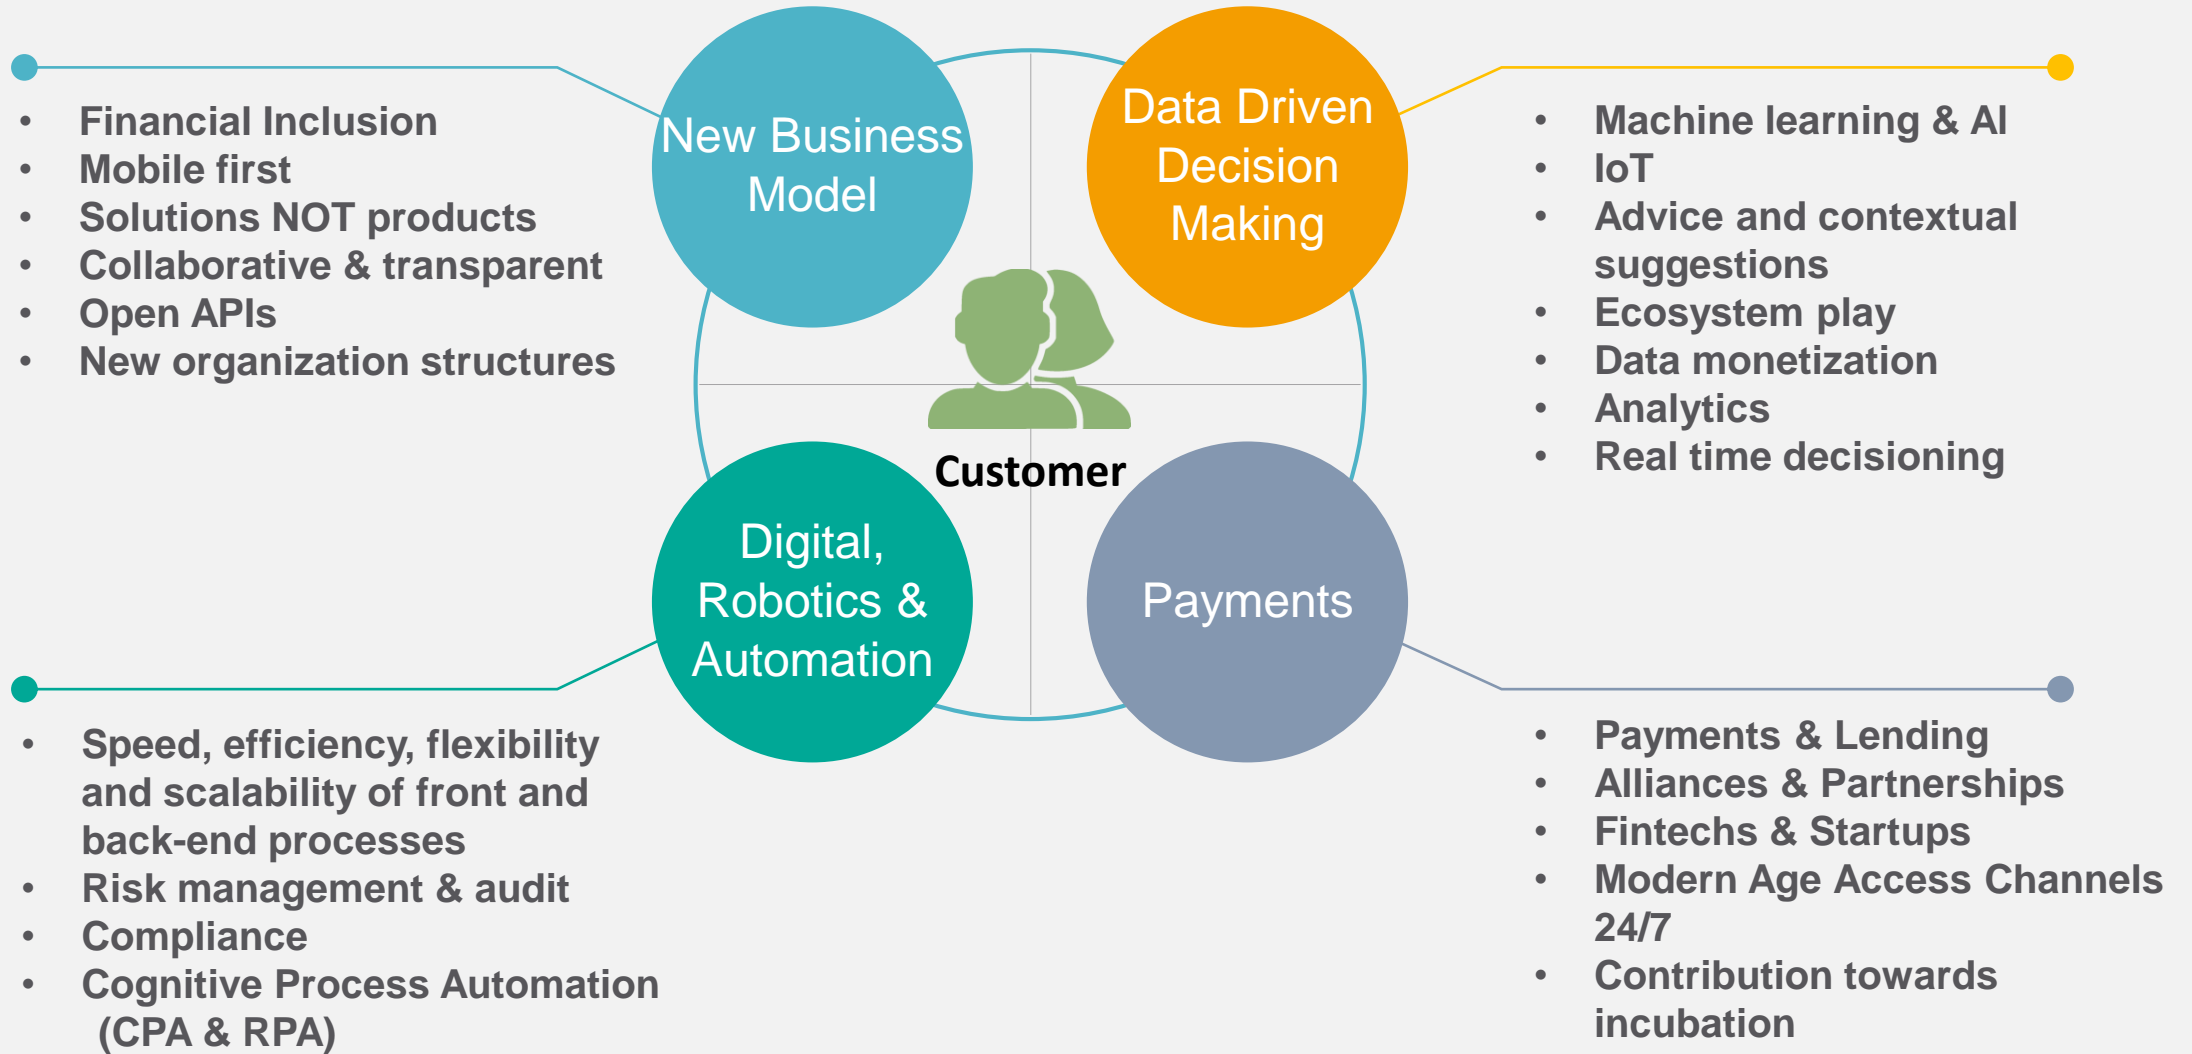 New Business
Model
• Financial Inclusion
• Mobile first
• Solutions NOT products
• Collaborative & transparent
• Open APIs
• New organization structures
Data Driven
Decision
Making
• Machine learning & AI
• IoT
• Advice and contextual
suggestions
• Ecosystem play
• Data monetization
• Analytics
• Real time decisioning
Customer
Digital,
Robotics &
Automation
• Speed, efficiency, flexibility
and scalability of front and
back-end processes
• Risk management & audit
• Compliance
• Cognitive Process Automation
(CPA & RPA)
Payments
• Payments & Lending
• Alliances & Partnerships
• Fintechs & Startups
• Modern Age Access Channels
24/7
• Contribution towards
incubation